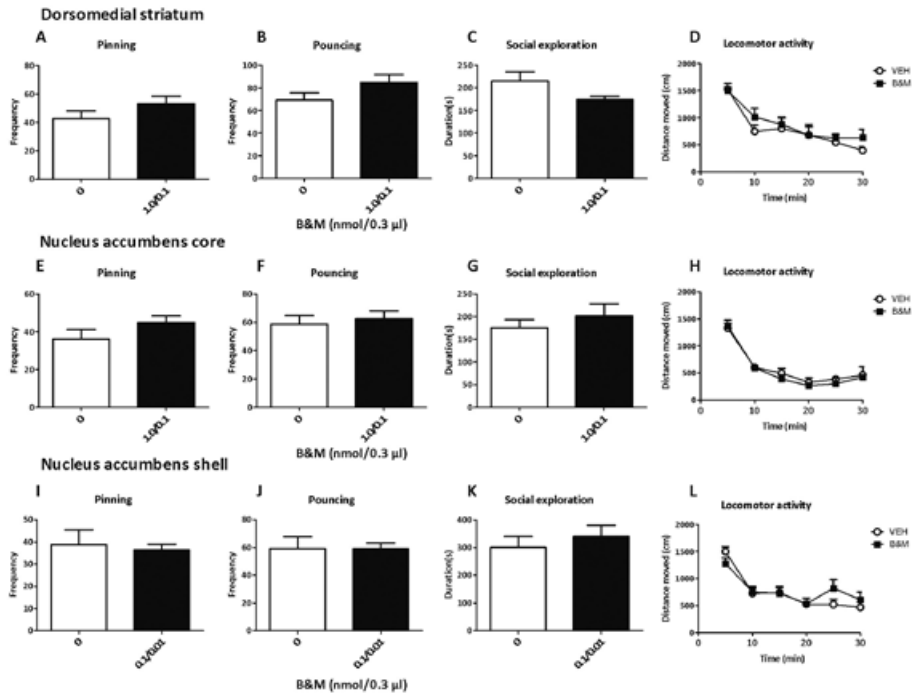 Dorsomedial striatum
A
Pinning
Frequency
60
40
20
0
0
1.0/0.1
B
Pouncing
Frequency
100
80
60
40
20
0
0
1.0/0.1
B&M (nmol/0.3 µl)
C
Social exploration
Duration(s)
250
200
150
100
50
0
0
1.0/0.1
D
Locomotor activity
Distance moved (cm)
2000
1500
1000
500
0
0
10
20
30
Time (min)
VEH
B&M
Nucleus accumbens core
E
Pinning
Frequency
60
40
20
0
0
1.0/0.1
F
Pouncing
Frequency
80
60
40
20
0
0
1.0/0.1
B&M (nmol/0.3 µl)
G
Social exploration
Duration(s)
250
200
150
100
50
0
0
1.0/0.1
H
Locomotor activity
Distance moved (cm)
2000
1500
1000
500
0
0
10
20
30
Time (min)
VEH
B&M
Nucleus accumbens shell
I
Pinning
Frequency
50
40
30
20
10
0
0
0.1/0.01
J
Pouncing
Frequency
80
60
40
20
0
0
0.1/0.01
B&M (nmol/0.3 µl)
K
Social exploration
Duration(s)
400
300
200
100
0
0
0.1/0.01
L
Locomotor activity
Distance moved (cm)
2000
1500
1000
500
0
0
10
20
30
Time (min)
VEH
B&M